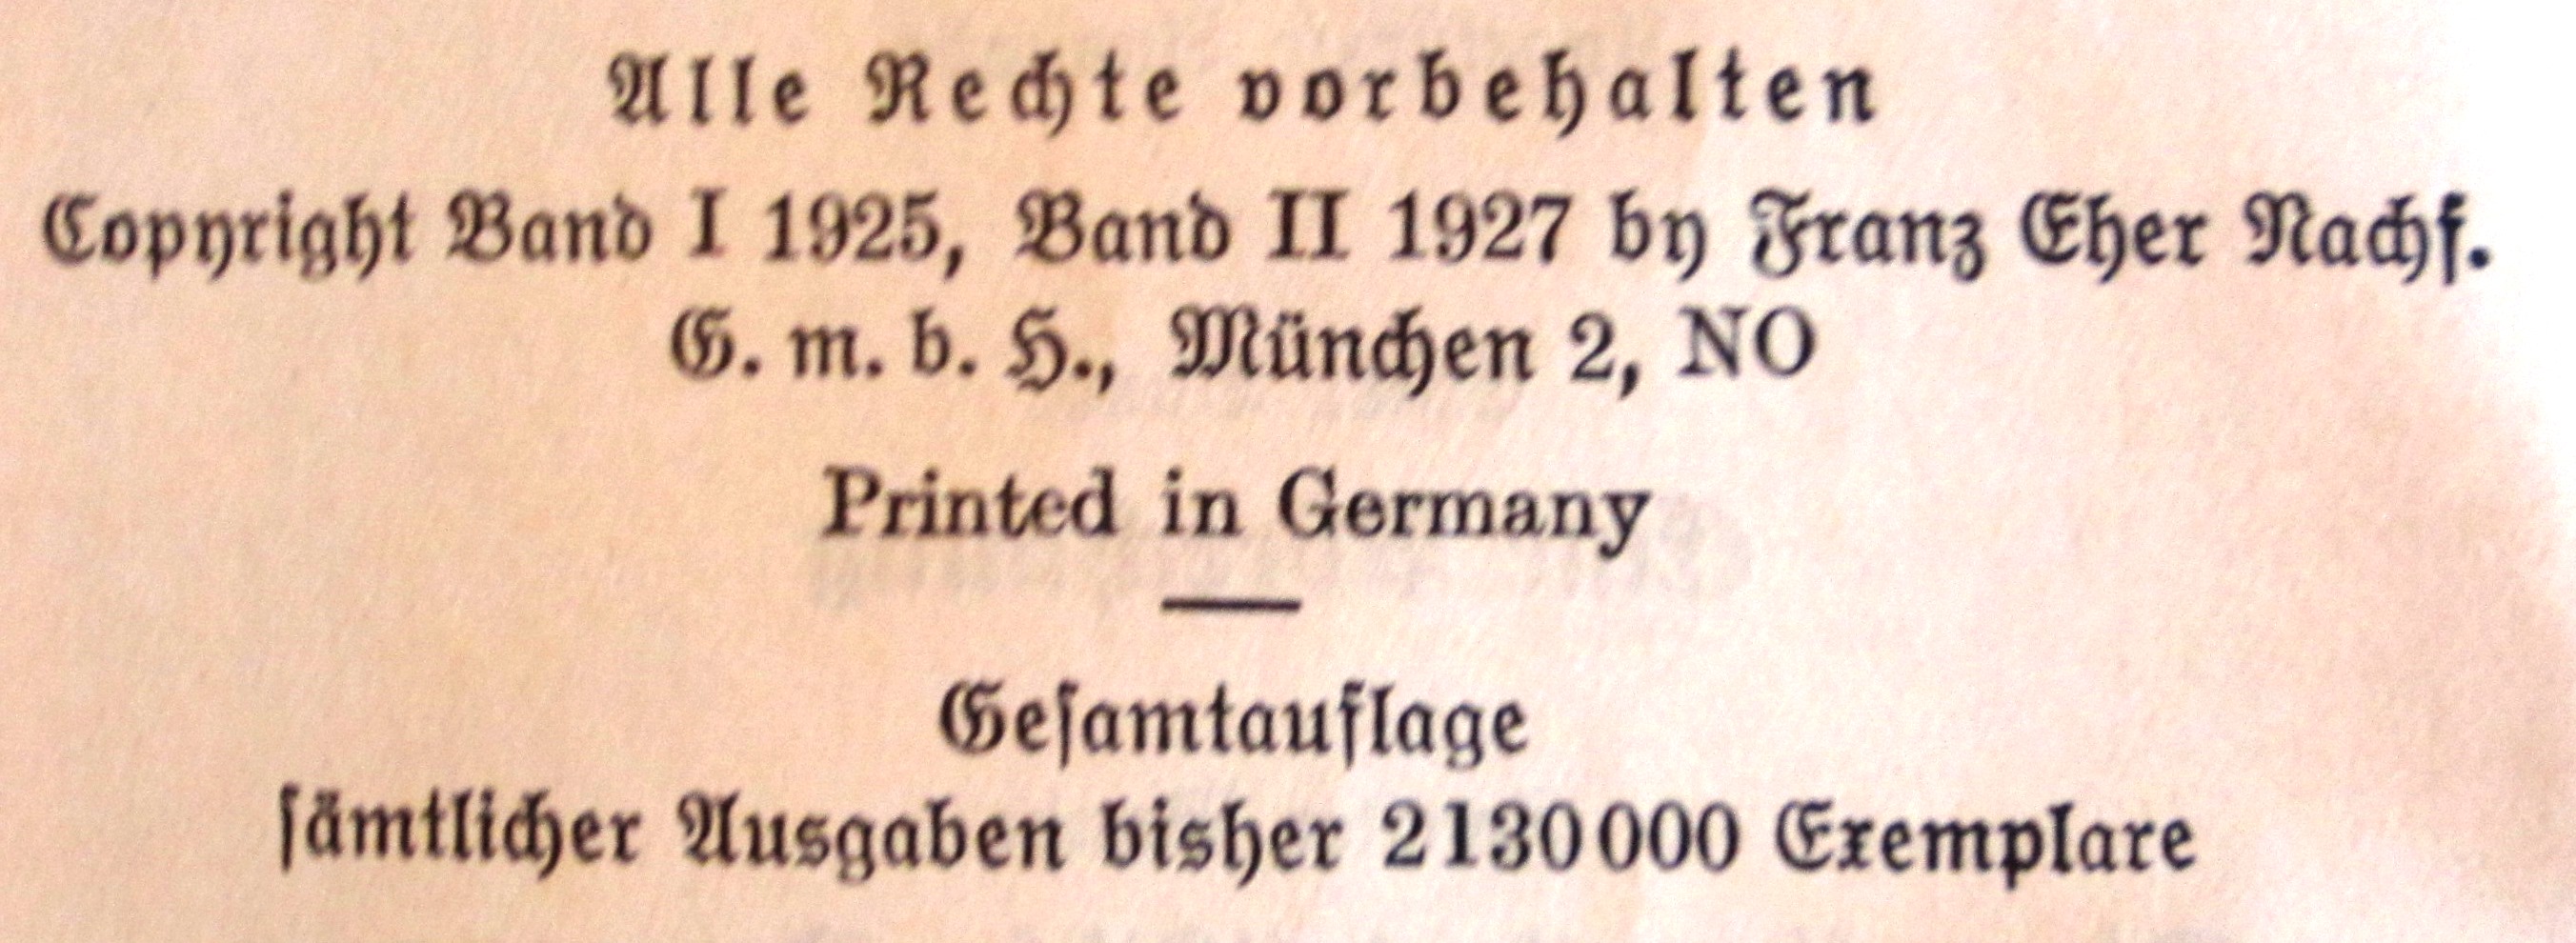 Alle Rechte vorbehalten
Copyright Band I 1925, Band II 1927 by Franz Eher Nachf.
G. m. b. H., München 2, NO
Printed in Germany
Geſamtauflage
ſämtlicher Ausgaben bisher 2130000 Exemplare